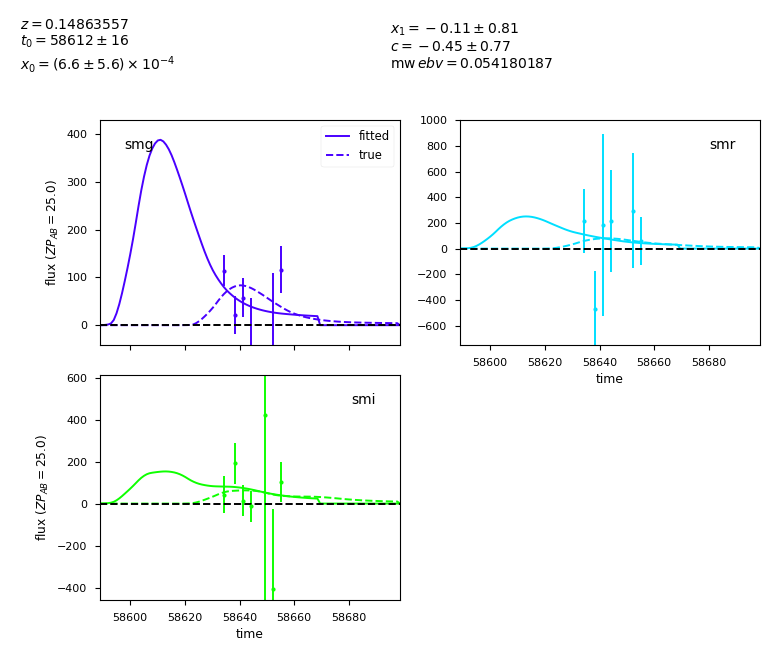 z = 0.14863557
t₀ = 58612 ± 16
x₀ = (6.6 ± 5.6) × 10⁻⁴
x₁ = −0.11 ± 0.81
c = −0.45 ± 0.77
mw ebv = 0.054180187
smg
fitted
true
400
300
200
100
0
flux (ZP_AB = 25.0)
smr
1000
800
600
400
200
0
−200
−400
−600
flux (ZP_AB = 25.0)
58600 58620 58640 58660 58680
time
smi
600
400
200
0
−200
−400
58600 58620 58640 58660 58680
time